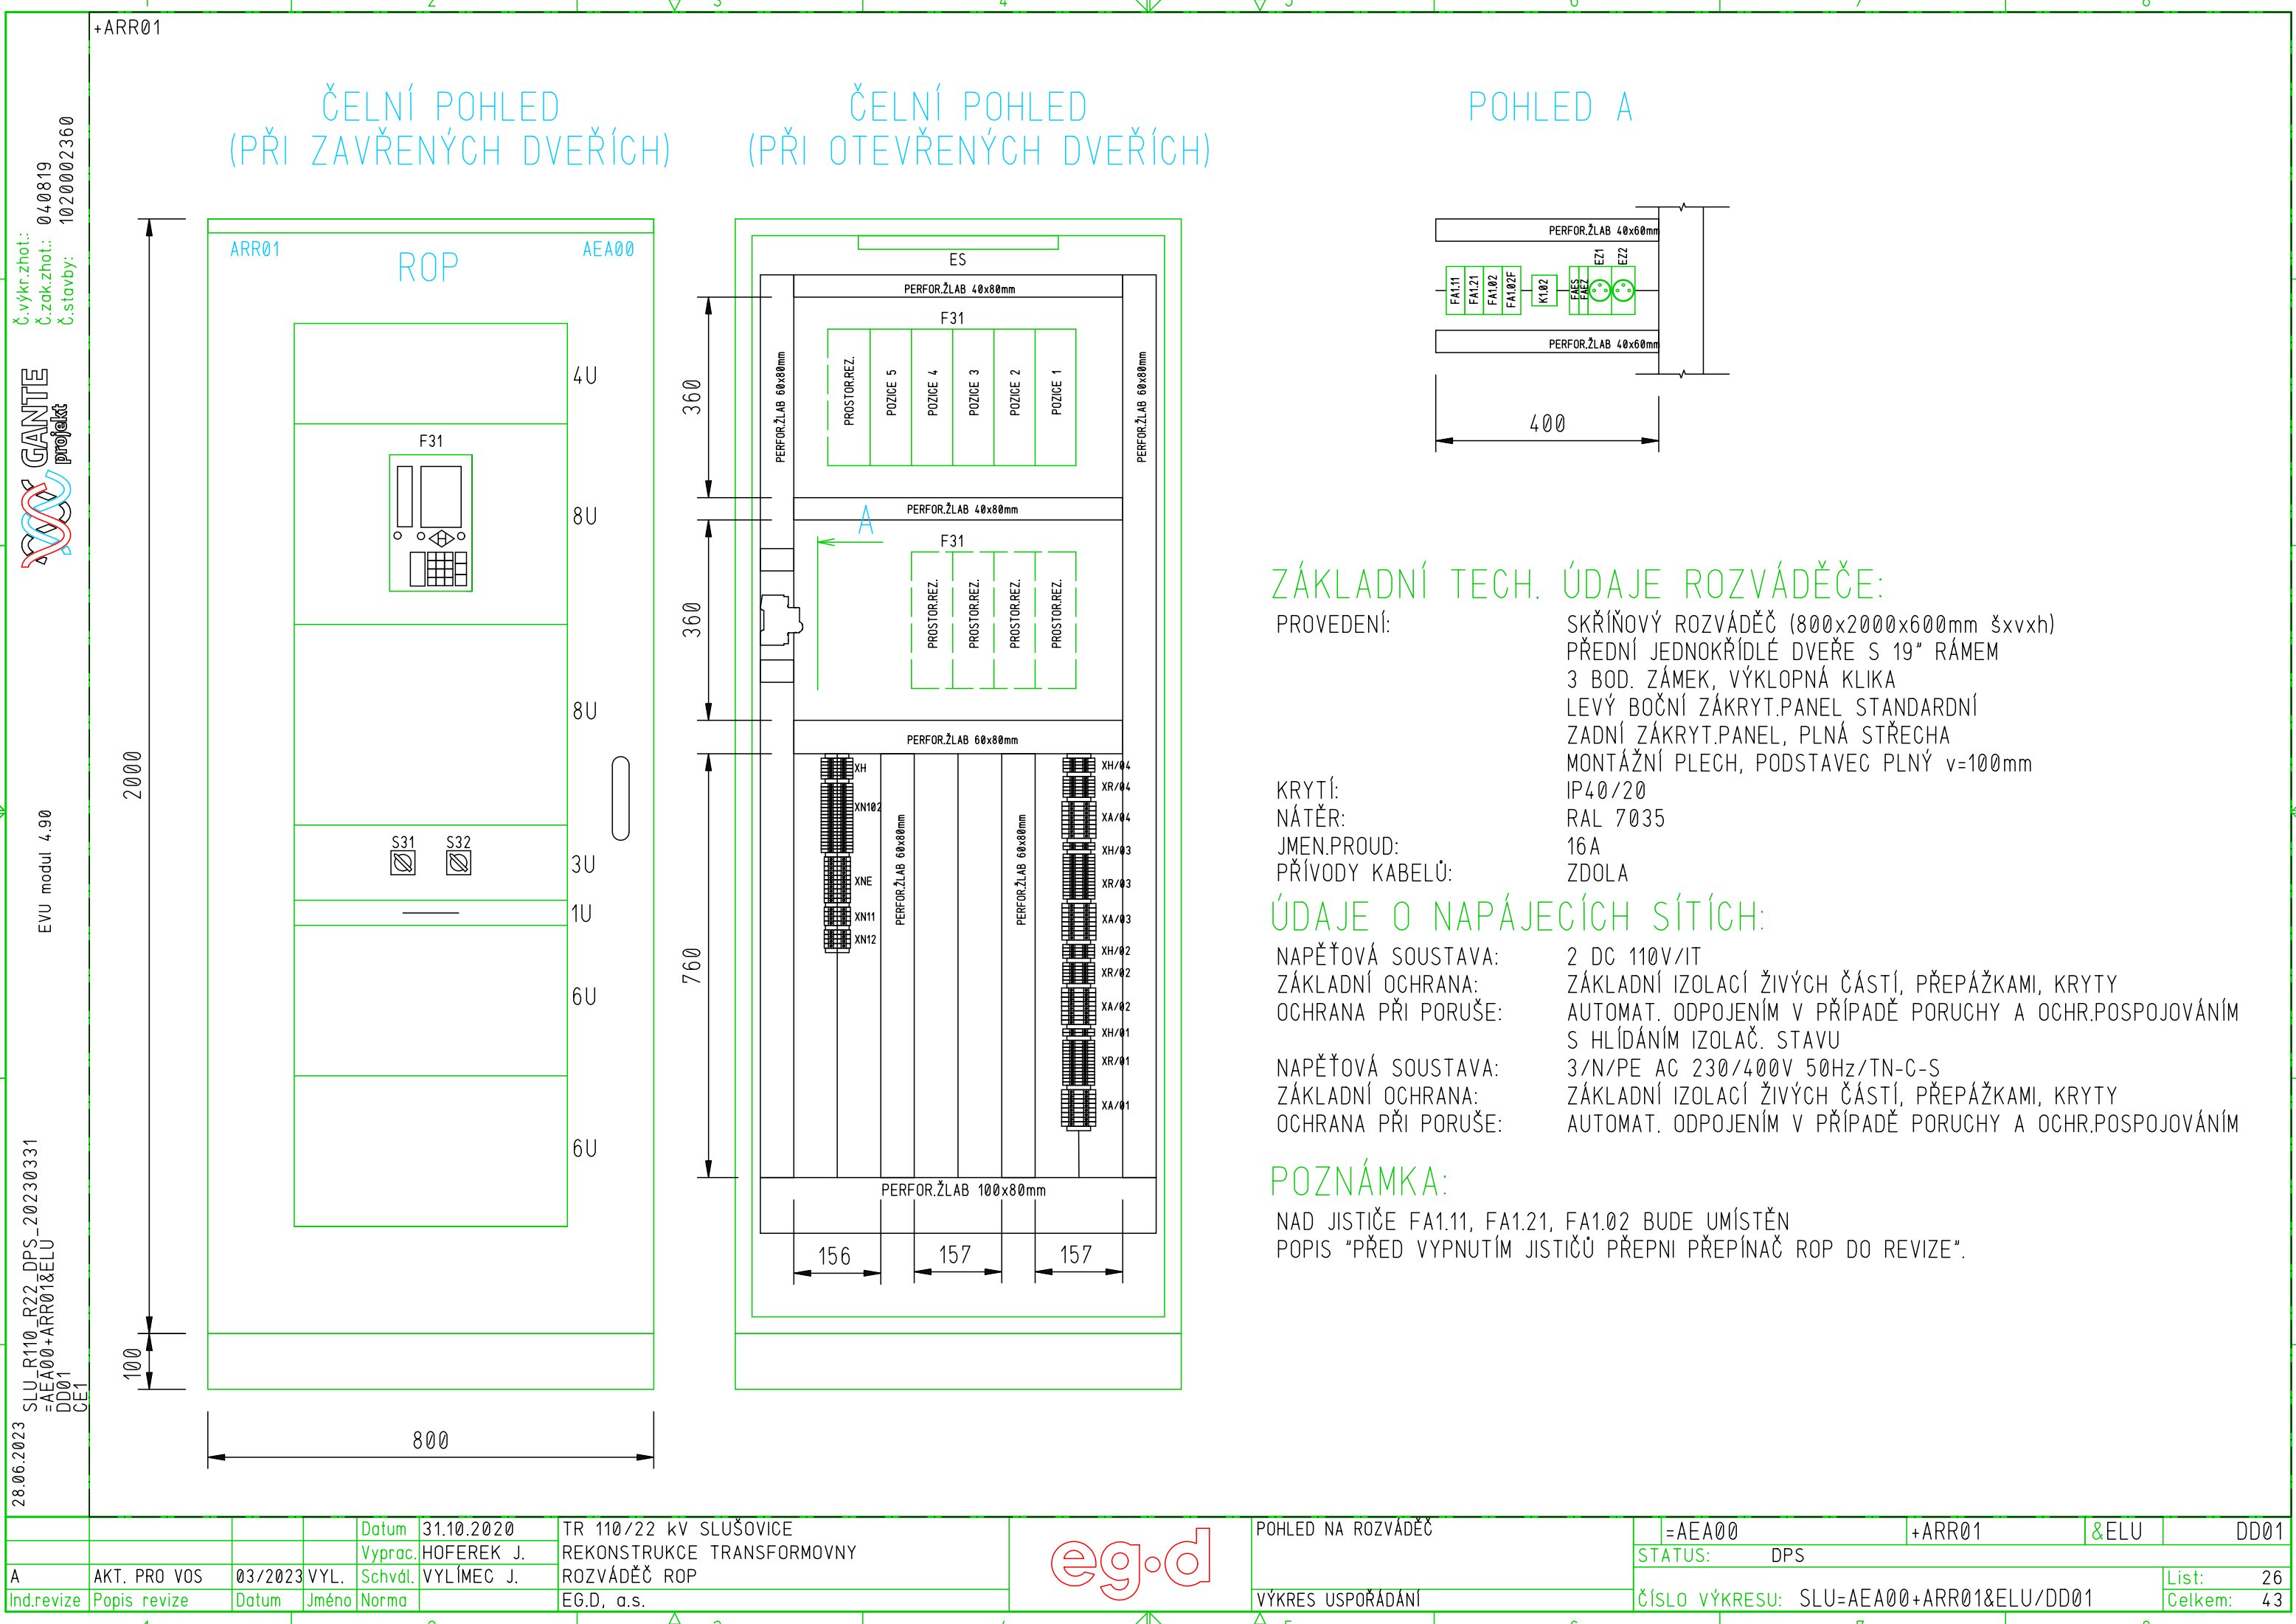 +ARR01
ČELNÍ POHLED
(PŘI ZAVŘENÝCH DVEŘÍCH)
ČELNÍ POHLED
(PŘI OTEVŘENÝCH DVEŘÍCH)
POHLED A
Č.výkr.zhot.:
Č.zak.zhot.: 040819
Č.stavby: 1020002360
GANTE
projekt
EVU modul 4.90
SLU_R110_R22_DPS_20230331
=AEA00+ARR01&ELU
DD01
CE1
28.06.2023
ARR01
ROP
AEA00
4U
F31
8U
8U
S31
S32
3U
1U
6U
6U
2000
100
800
ES
PERFOR.ŽLAB 40x80mm
F31
PERFOR.ŽLAB 60x80mm
PROSTOR.REZ.
POZICE 5
POZICE 4
POZICE 3
POZICE 2
POZICE 1
PERFOR.ŽLAB 60x80mm
360
PERFOR.ŽLAB 40x80mm
A
F31
PROSTOR.REZ.
PROSTOR.REZ.
PROSTOR.REZ.
PROSTOR.REZ.
360
PERFOR.ŽLAB 60x80mm
XH
XN102
XNE
XN11
XN12
PERFOR.ŽLAB 60x80mm
PERFOR.ŽLAB 60x80mm
XH/04
XR/04
XA/04
XH/03
XR/03
XA/03
XH/02
XR/02
XA/02
XH/01
XR/01
XA/01
760
PERFOR.ŽLAB 100x80mm
156
157
157
PERFOR.ŽLAB 40x60mm
FA1.11
FA1.21
FA1.02
FA1.02F
K1.02
FAES
FAEZ
EZ1
EZ2
PERFOR.ŽLAB 40x60mm
400
ZÁKLADNÍ TECH. ÚDAJE ROZVÁDĚČE:
PROVEDENÍ: SKŘÍŇOVÝ ROZVÁDĚČ (800x2000x600mm šxvxh)
PŘEDNÍ JEDNOKŘÍDLÉ DVEŘE S 19" RÁMEM
3 BOD. ZÁMEK, VÝKLOPNÁ KLIKA
LEVÝ BOČNÍ ZÁKRYT.PANEL STANDARDNÍ
ZADNÍ ZÁKRYT.PANEL, PLNÁ STŘECHA
MONTÁŽNÍ PLECH, PODSTAVEC PLNÝ v=100mm
KRYTÍ: IP40/20
NÁTĚR: RAL 7035
JMEN.PROUD: 16A
PŘÍVODY KABELŮ: ZDOLA
ÚDAJE O NAPÁJECÍCH SÍTÍCH:
NAPĚŤOVÁ SOUSTAVA: 2 DC 110V/IT
ZÁKLADNÍ OCHRANA: ZÁKLADNÍ IZOLACÍ ŽIVÝCH ČÁSTÍ, PŘEPÁŽKAMI, KRYTY
OCHRANA PŘI PORUŠE: AUTOMAT. ODPOJENÍM V PŘÍPADĚ PORUCHY A OCHR.POSPOJOVÁNÍM
S HLÍDÁNÍM IZOLAČ. STAVU
NAPĚŤOVÁ SOUSTAVA: 3/N/PE AC 230/400V 50Hz/TN-C-S
ZÁKLADNÍ OCHRANA: ZÁKLADNÍ IZOLACÍ ŽIVÝCH ČÁSTÍ, PŘEPÁŽKAMI, KRYTY
OCHRANA PŘI PORUŠE: AUTOMAT. ODPOJENÍM V PŘÍPADĚ PORUCHY A OCHR.POSPOJOVÁNÍM
POZNÁMKA:
NAD JISTIČE FA1.11, FA1.21, FA1.02 BUDE UMÍSTĚN
POPIS "PŘED VYPNUTÍM JISTIČŮ PŘEPNI PŘEPÍNAČ ROP DO REVIZE".
Datum 31.10.2020 TR 110/22 kV SLUŠOVICE
Vyprac. HOFEREK J. REKONSTRUKCE TRANSFORMOVNY
A AKT. PRO VOS 03/2023 VYL. Schvál. VYLÍMEC J. ROZVÁDĚČ ROP
Ind.revize Popis revize Datum Jméno Norma EG.D, a.s.
eg·d
POHLED NA ROZVÁDĚČ
VÝKRES USPOŘÁDÁNÍ
=AEA00 +ARR01 &ELU DD01
STATUS: DPS
ČÍSLO VÝKRESU: SLU=AEA00+ARR01&ELU/DD01
List: 26
Celkem: 43